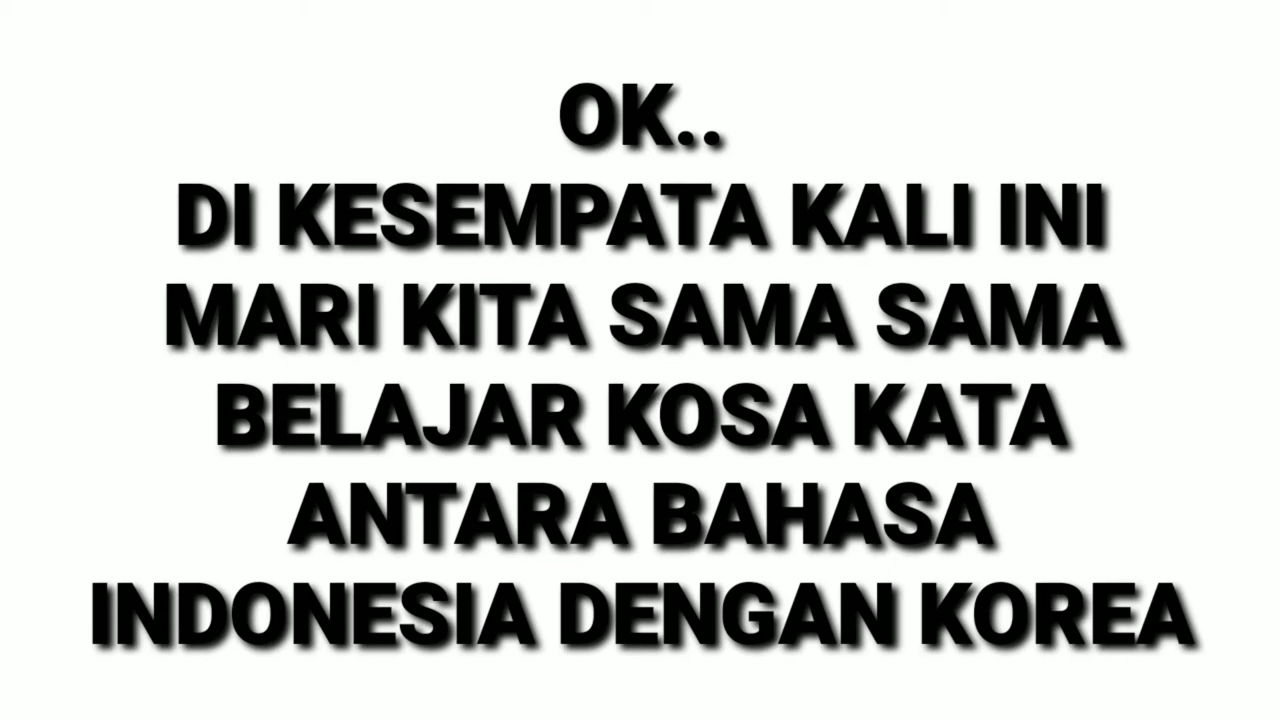 OK..
DI KESEMPATA KALI INI
MARI KITA SAMA SAMA
BELAJAR KOSA KATA
ANTARA BAHASA
INDONESIA DENGAN KOREA